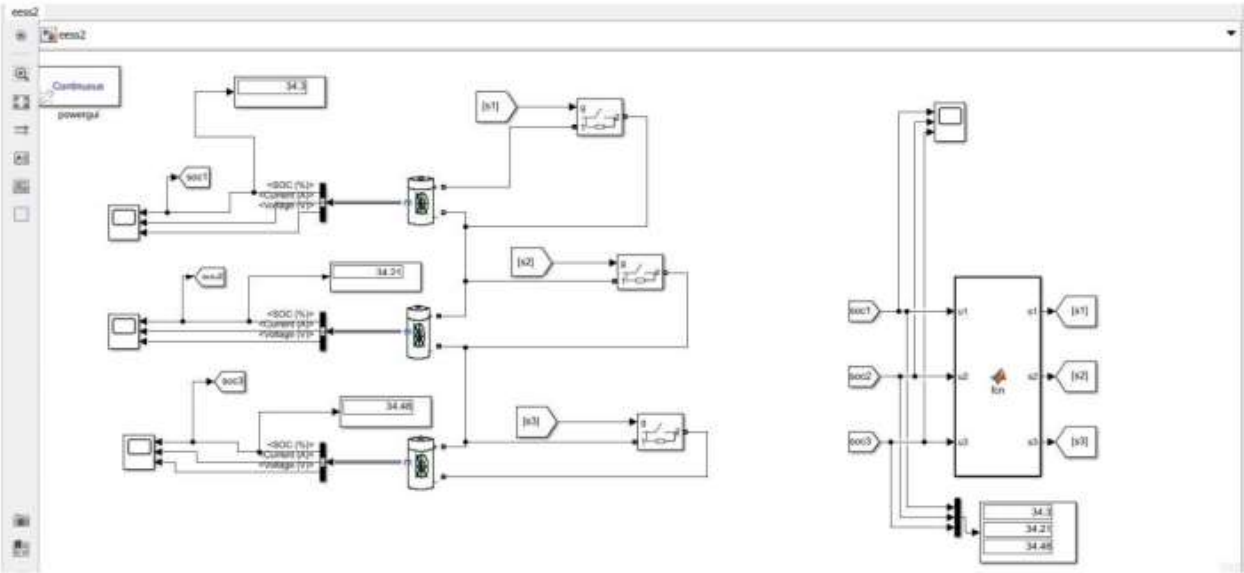 eess2
eess2
Continuous
powergui
34.3
[s1]
g
soc1
<SOC (%)>
<Current (A)>
<Voltage (V)>
m
[s2]
g
34.21
<SOC (%)>
<Current (A)>
<Voltage (V)>
soc3
34.48
[s3]
g
<SOC (%)>
<Current (A)>
<Voltage (V)>
soc1
u1
s1
[s1]
soc2
u2
s2
[s2]
fcn
soc3
u3
s3
[s3]
34.3
34.21
34.48